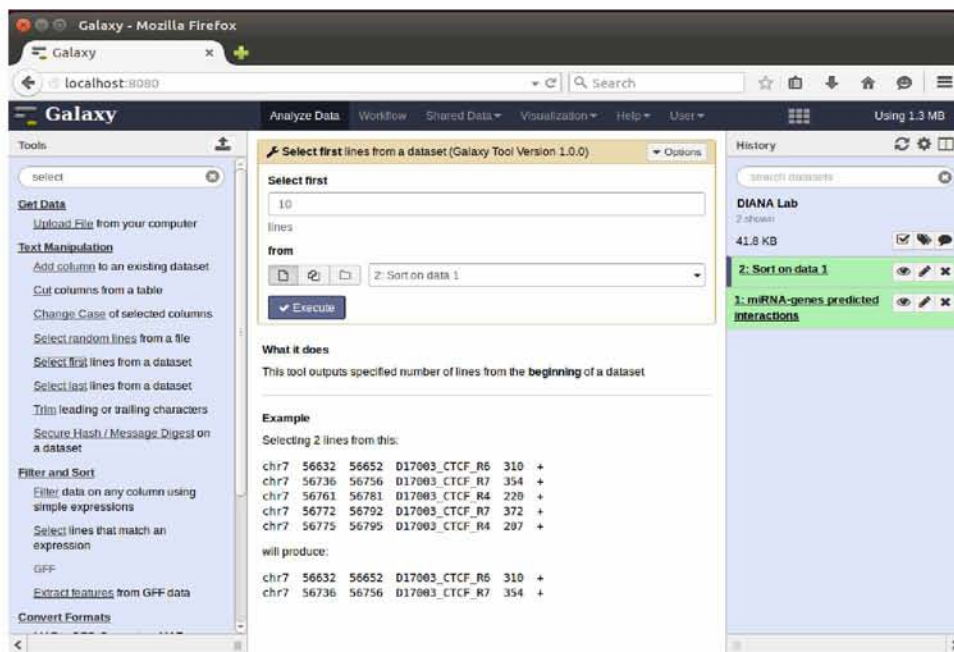 Galaxy - Mozilla Firefox
Galaxy
localhost:8080
Search
Galaxy
Analyze Data Workflow Shared Data Visualization Help User
Using 1.3 MB
Tools
select
Get Data
Upload File from your computer
Text Manipulation
Add column to an existing dataset
Cut columns from a table
Change Case of selected columns
Select random lines from a file
Select first lines from a dataset
Select last lines from a dataset
Trim leading or trailing characters
Secure Hash / Message Digest on
a dataset
Filter and Sort
Filter data on any column using
simple expressions
Select lines that match an
expression
GFF
Extract features from GFF data
Convert Formats
Select first lines from a dataset (Galaxy Tool Version 1.0.0)
Options
Select first
10
lines
from
2: Sort on data 1
Execute
What it does
This tool outputs specified number of lines from the beginning of a dataset
Example
Selecting 2 lines from this:
chr7 56632 56652 D17003_CTCF_R6 310 +
chr7 56736 56756 D17003_CTCF_R7 354 +
chr7 56761 56781 D17003_CTCF_R4 220 +
chr7 56772 56792 D17003_CTCF_R7 372 +
chr7 56775 56795 D17003_CTCF_R4 207 +
will produce:
chr7 56632 56652 D17003_CTCF_R6 310 +
chr7 56736 56756 D17003_CTCF_R7 354 +
History
search datasets
DIANA Lab
2 shown
41.8 KB
2: Sort on data 1
1: miRNA-genes predicted
interactions